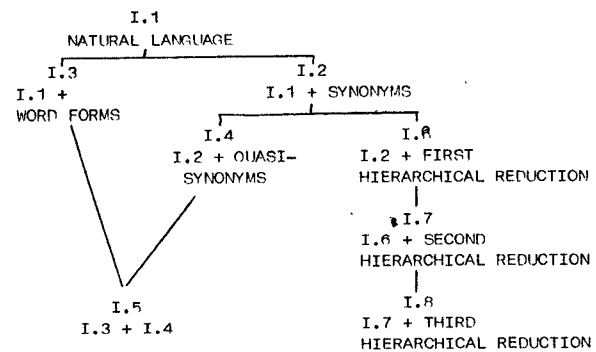 I.1
NATURAL LANGUAGE
I.3
I.1 +
WORD FORMS
I.2
I.1 + SYNONYMS
I.4
I.2 + QUASI-
SYNONYMS
I.6
I.2 + FIRST
HIERARCHICAL REDUCTION
I.7
I.6 + SECOND
HIERARCHICAL REDUCTION
I.5
I.3 + I.4
I.8
I.7 + THIRD
HIERARCHICAL REDUCTION